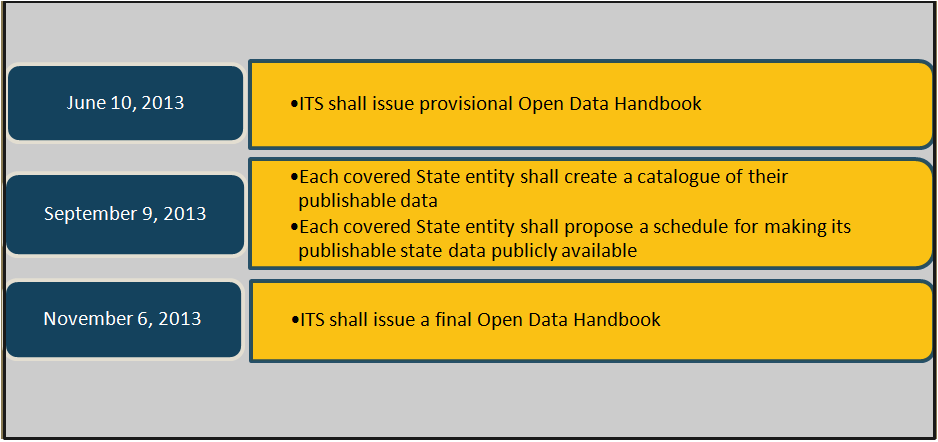 June 10, 2013
•ITS shall issue provisional Open Data Handbook
September 9, 2013
•Each covered State entity shall create a catalogue of their
publishable data
•Each covered State entity shall propose a schedule for making its
publishable state data publicly available
November 6, 2013
•ITS shall issue a final Open Data Handbook